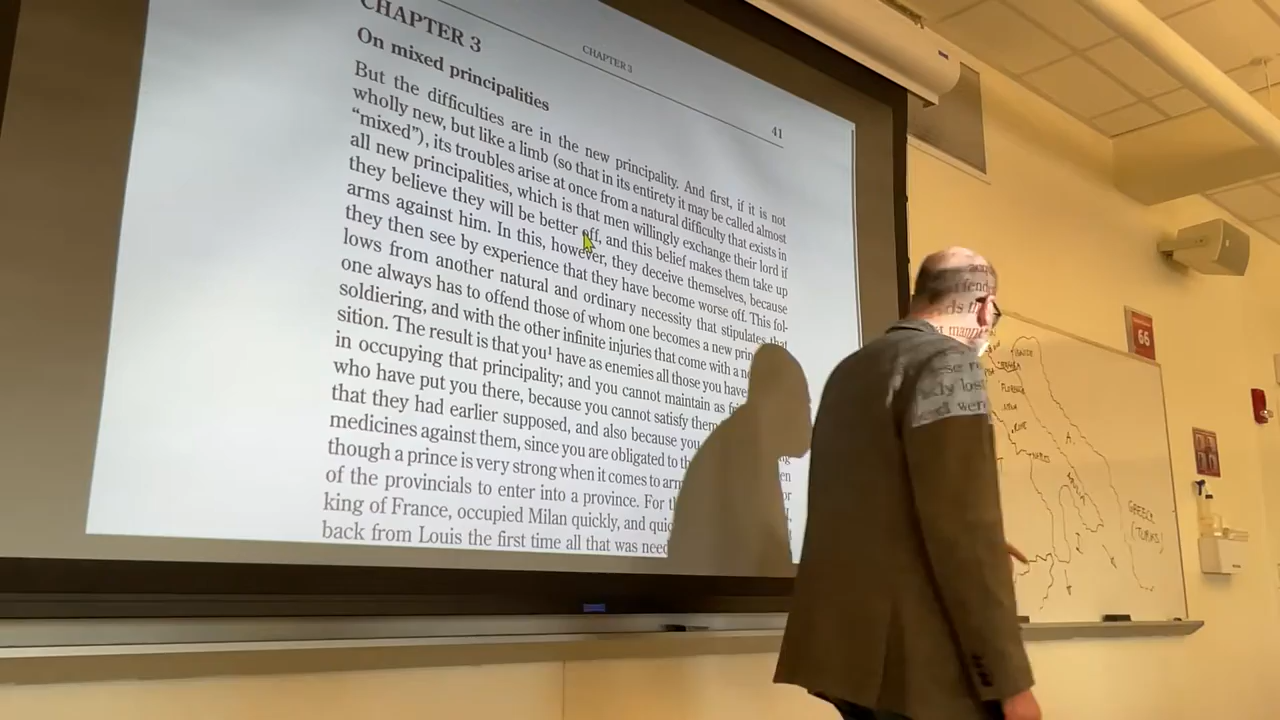 CHAPTER 3
41
CHAPTER 3
On mixed principalities
But the difficulties are in the new principality. And first, if it is not
wholly new, but like a limb (so that in its entirety it may be called almost
“mixed”), its troubles arise at once from a natural difficulty that exists in
all new principalities, which is that men willingly exchange their lord if
they believe they will be better off, and this belief makes them take up
arms against him. In this, however, they deceive themselves, because
they then see by experience that they have become worse off. This fol-
lows from another natural and ordinary necessity that stipulates that
one always has to offend those of whom one becomes a new
soldiering, and with the other infinite injuries that come with a
sition. The result is that you¹ have as enemies all those you have
in occupying that principality; and you cannot maintain as
who have put you there, because you cannot satisfy them
that they had earlier supposed, and also because you
medicines against them, since you are obligated to
though a prince is very strong when it comes to
of the provincials to enter into a province. For
king of France, occupied Milan quickly, and
back from Louis the first time all that was
66
ROME
NAPLES
GREECE
(TURKS)